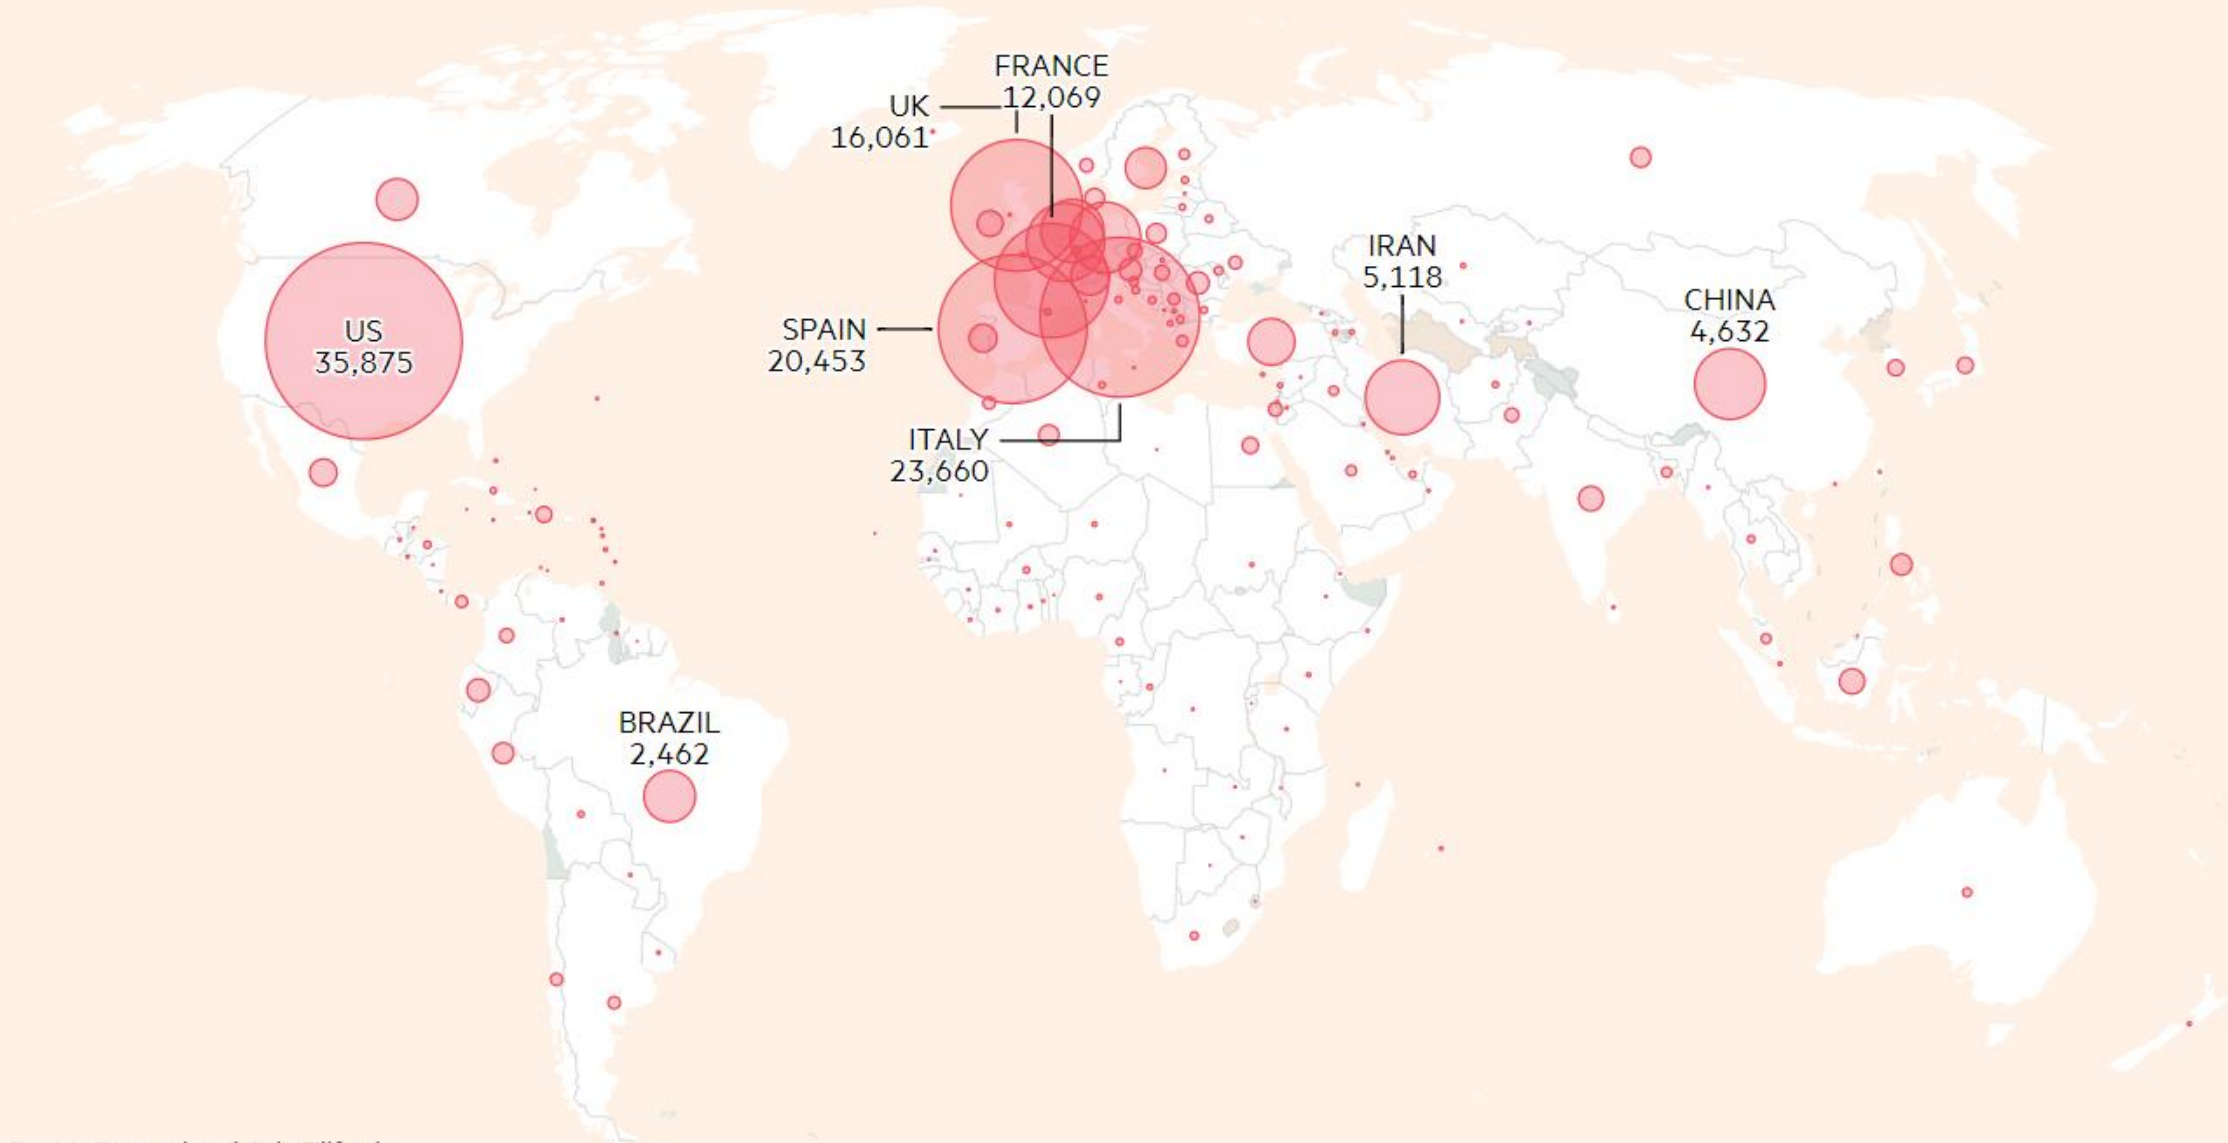 FRANCE
12,069
UK
16,061
IRAN
5,118
CHINA
4,632
US
35,875
SPAIN
20,453
ITALY
23,660
BRAZIL
2,462